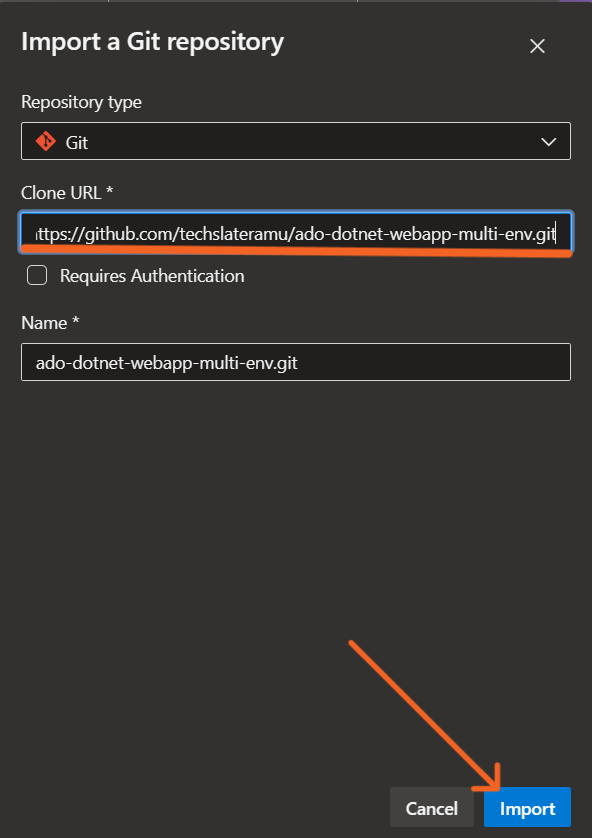 Import a Git repository
Repository type
Git
Clone URL *
ttps://github.com/techslateramu/ado-dotnet-webapp-multi-env.git
Requires Authentication
Name *
ado-dotnet-webapp-multi-env.git
Cancel
Import